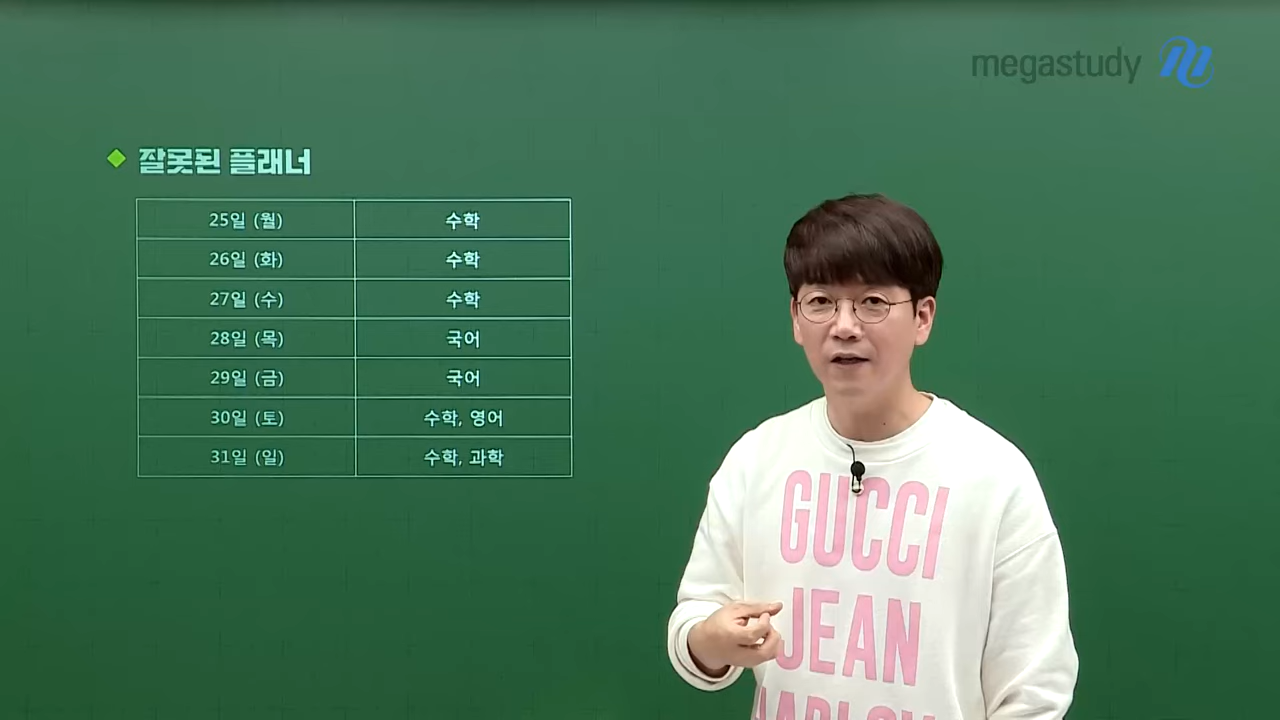 megastudy
잘못된 플래너
25일 (월) 수학
26일 (화) 수학
27일 (수) 수학
28일 (목) 국어
29일 (금) 국어
30일 (토) 수학, 영어
31일 (일) 수학, 과학
GUCCI
JEAN